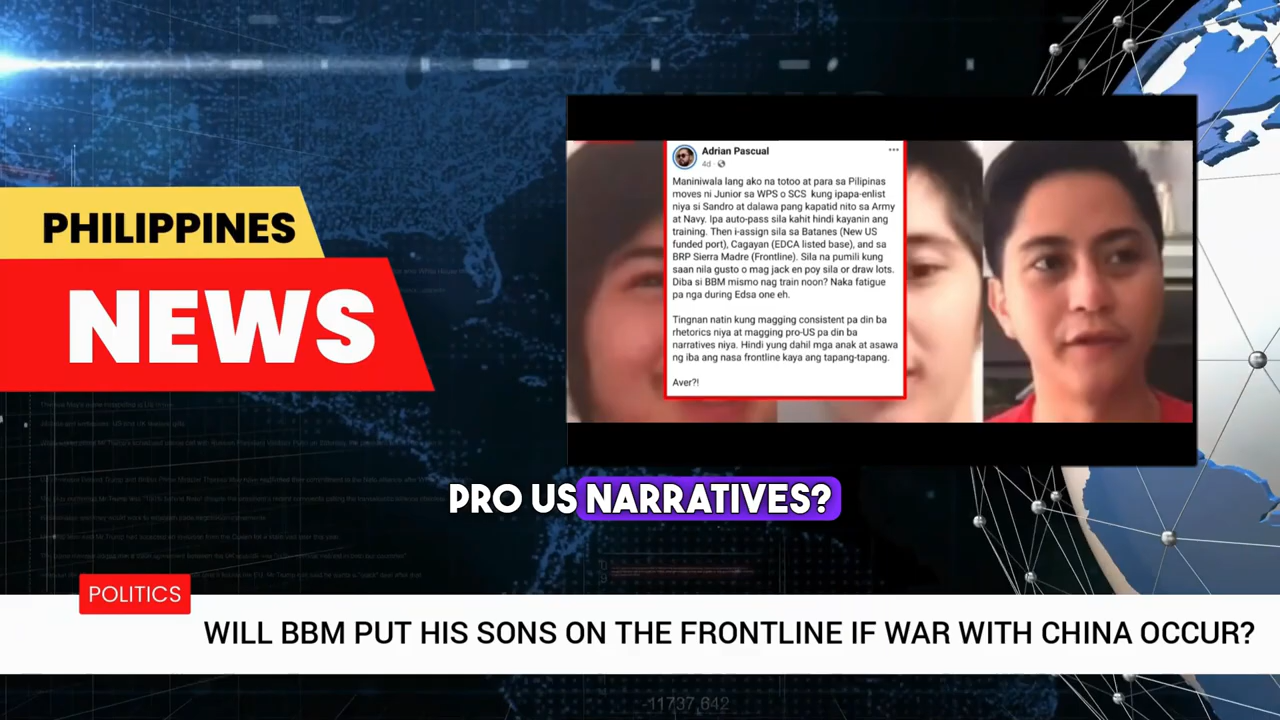 PHILIPPINES
NEWS
Adrian Pascual
4d
Maniniwala lang ako na totoo at para sa Pilipinas
moves ni Junior sa WPS o SCS kung ipapa-enlist
niya si Sandro at dalawa pang kapatid nito sa Army
at Navy. Ipa auto-pass sila kahit hindi kayanin ang
training. Then i-assign sila sa Batanes (New US
funded port), Cagayan (EDCA listed base), and sa
BRP Sierra Madre (Frontline). Sila na pumili kung
saan nila gusto o mag jack en poy sila or draw lots.
Diba si BBM mismo nag train noon? Naka fatigue
pa nga during Edsa one eh.
Tingnan natin kung magging consistent pa din ba
rhetorics niya at magging pro-US pa din ba
narratives niya. Hindi yung dahil mga anak at asawa
ng iba ang nasa frontline kaya ang tapang-tapang.
Aver?!
PRO US NARRATIVES?
POLITICS
WILL BBM PUT HIS SONS ON THE FRONTLINE IF WAR WITH CHINA OCCUR?
-11737,642